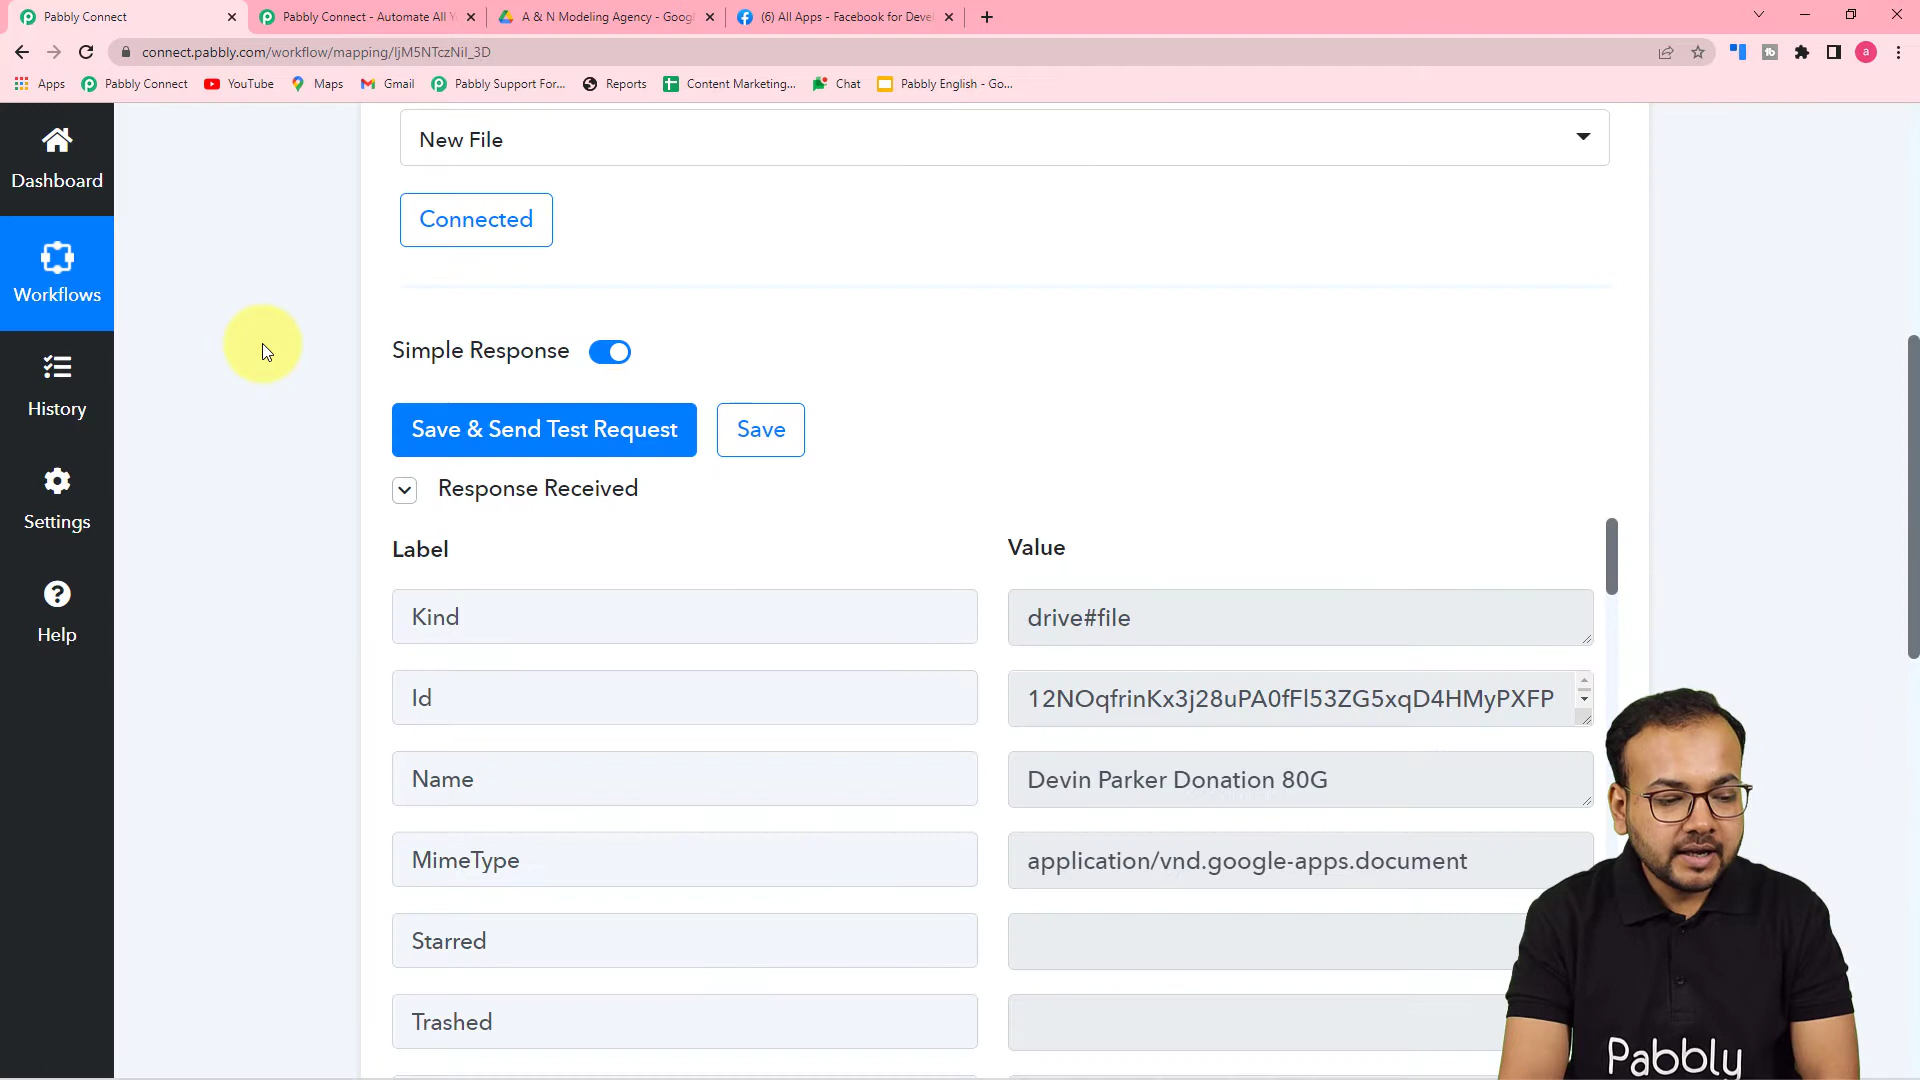 Pabbly Connect
Pabbly Connect - Automate All Y
A & N Modeling Agency - Goog
(6) All Apps - Facebook for Deve
connect.pabbly.com/workflow/mapping/IjM5NTczNiI_3D
a
Apps
Pabbly Connect
YouTube
Maps
Gmail
Pabbly Support For...
Reports
Content Marketing...
Chat
Pabbly English - Go...
Dashboard
Workflows
History
Settings
Help
New File
Connected
Simple Response
Save & Send Test Request
Save
Response Received
Label
Value
Kind
drive#file
Id
12NOqfrinKx3j28uPA0fFl53ZG5xqD4HMyPXFP
Name
Devin Parker Donation 80G
MimeType
application/vnd.google-apps.document
Starred
Trashed
Pabbly